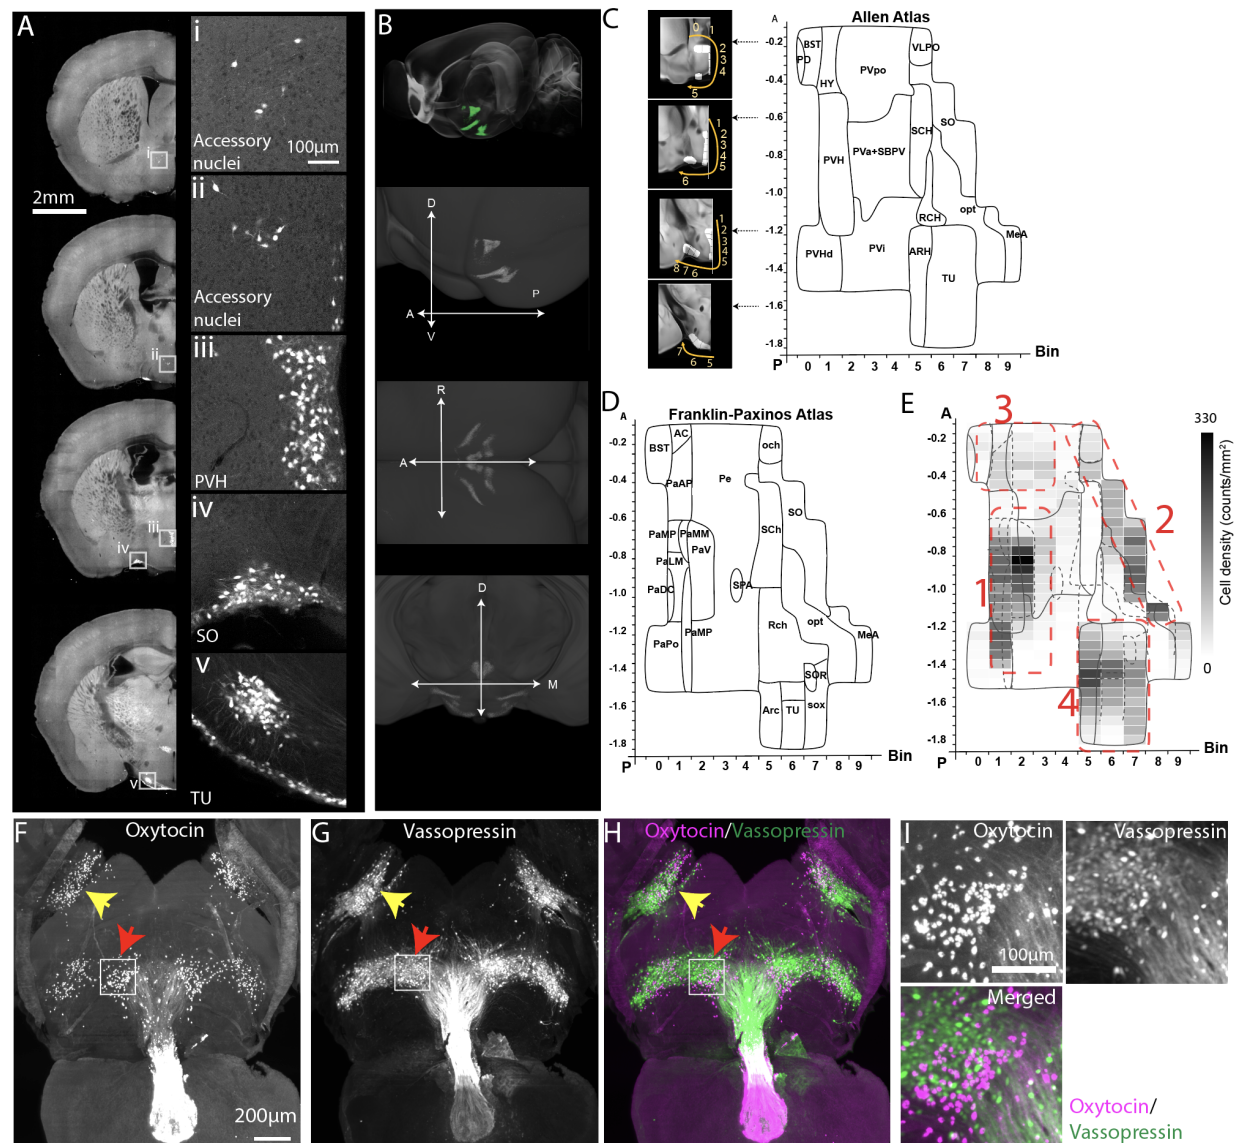 A
i
Accessory
nuclei
100µm
i
2mm
ii
Accessory
nuclei
ii
iii
PVH
iii
iv
iv
SO
v
TU
v
B
D
A
P
V
R
A
D
M
C
0 1
2
3
4
5
1
2
3
4
5
6
1
2
3
4
5
8 7 6
7
6 5
Allen Atlas
A
-0.2
-0.4
-0.6
-0.8
-1.0
-1.2
-1.4
-1.6
-1.8
P
BST
PD
HY
PVpo
VLPO
SCH
SO
PVH
PVa+SBPV
RCH
opt
MeA
PVHd
PVi
ARH
TU
0 1 2 3 4 5 6 7 8 9
Bin
D
Franklin-Paxinos Atlas
A
-0.2
-0.4
-0.6
-0.8
-1.0
-1.2
-1.4
-1.6
-1.8
P
AC
BST
och
PaAP
Pe
SO
SCh
PaMP
PaMM
PaV
PaLM
PaDC
SPA
PaPo
PaMP
Rch
opt
MeA
SOR
Arc
TU
sox
0 1 2 3 4 5 6 7 8 9
Bin
E
A
-0.2
-0.4
-0.6
-0.8
-1.0
-1.2
-1.4
-1.6
-1.8
P
3
2
1
4
0 1 2 3 4 5 6 7 8 9
Bin
330
0
Cell density (counts/mm²)
F
Oxytocin
200µm
G
Vassopressin
H
Oxytocin/Vassopressin
I
Oxytocin
100µm
Vassopressin
Merged
Oxytocin/
Vassopressin